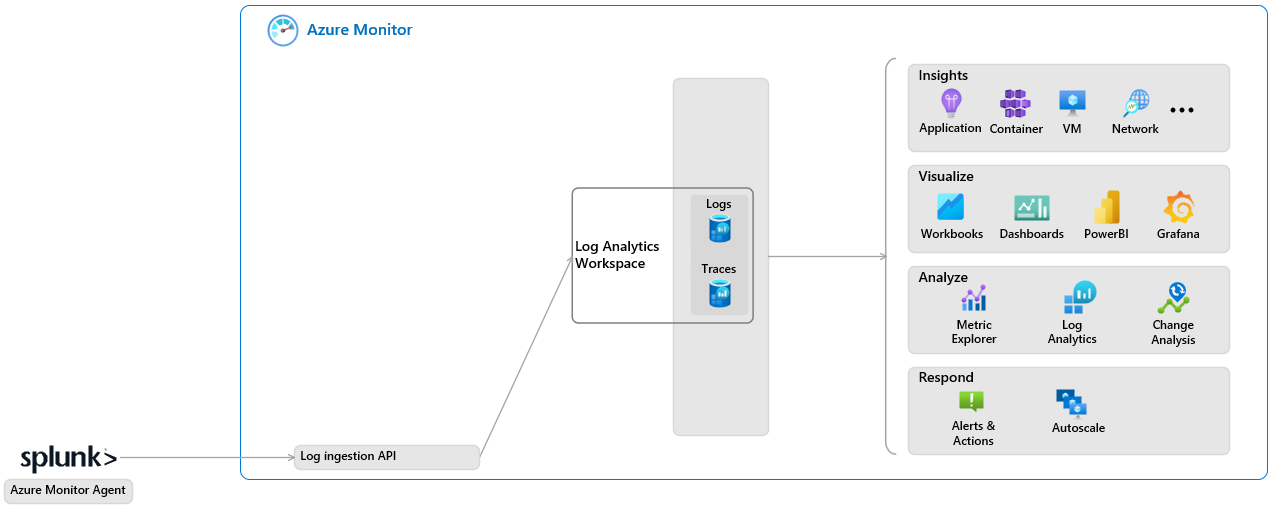 Azure Monitor
Insights
Application
Container
VM
Network
...
Visualize
Workbooks
Dashboards
PowerBI
Grafana
Logs
Log Analytics
Workspace
Traces
Analyze
Metric
Explorer
Log
Analytics
Change
Analysis
Respond
Alerts &
Actions
Autoscale
splunk>
Azure Monitor Agent
Log ingestion API